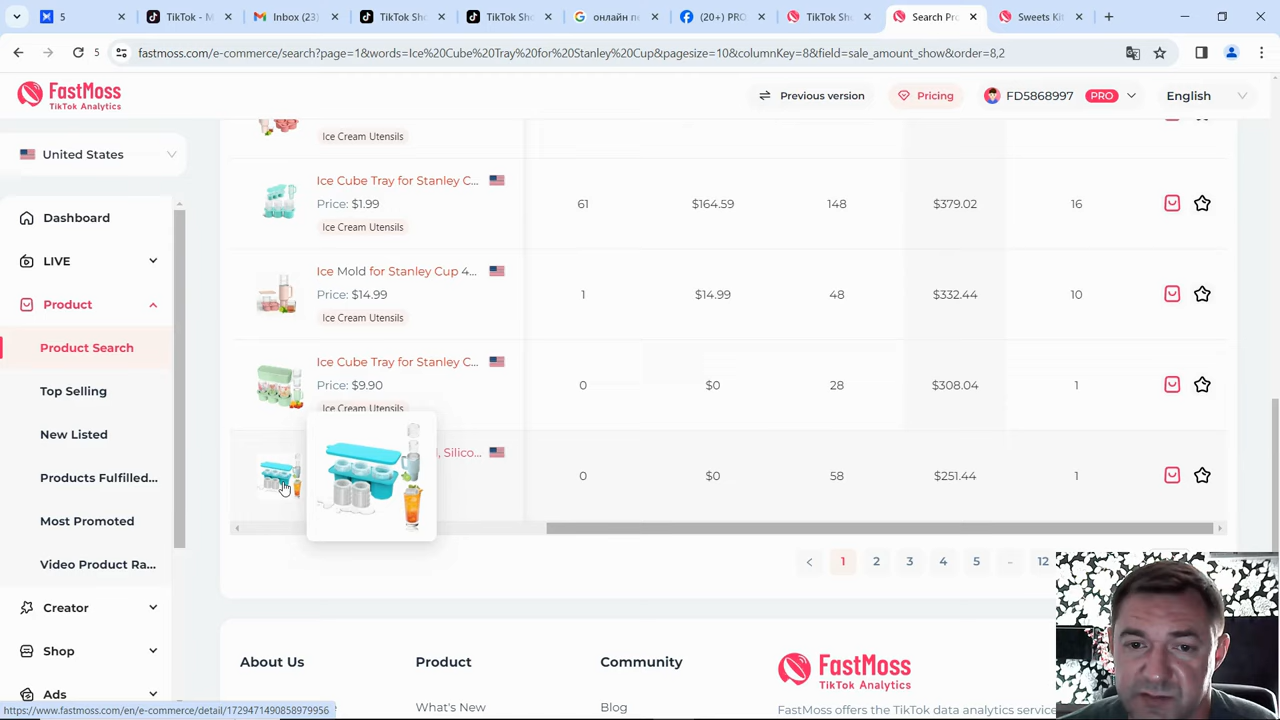 5
TikTok - M
Inbox (23)
TikTok Sho
TikTok Sho
онлайн пе
(20+) PRO
TikTok Shu
Search Pro
Sweets Kit
5
fastmoss.com/e-commerce/search?page=1&words=Ice%20Cube%20Tray%20for%20Stanley%20Cup&pagesize=10&columnKey=8&field=sale_amount_show&order=8,2
FastMoss
TikTok Analytics
Previous version
Pricing
FD5868997 PRO
English
United States
Dashboard
LIVE
Product
Product Search
Top Selling
New Listed
Products Fulfilled...
Most Promoted
Video Product Ra...
Creator
Shop
Ads
Ice Cream Utensils
Ice Cube Tray for Stanley C...
Price: $1.99
Ice Cream Utensils
61 $164.59 148 $379.02 16
Ice Mold for Stanley Cup 4...
Price: $14.99
Ice Cream Utensils
1 $14.99 48 $332.44 10
Ice Cube Tray for Stanley C...
Price: $9.90
Ice Cream Utensils
0 $0 28 $308.04 1
, Silico...
0 $0 58 $251.44 1
< 1 2 3 4 5 12
About Us
Product
Community
What's New
Blog
FastMoss
TikTok Analytics
FastMoss offers the TikTok data analytics service
https://www.fastmoss.com/en/e-commerce/detail/1729471490858979956